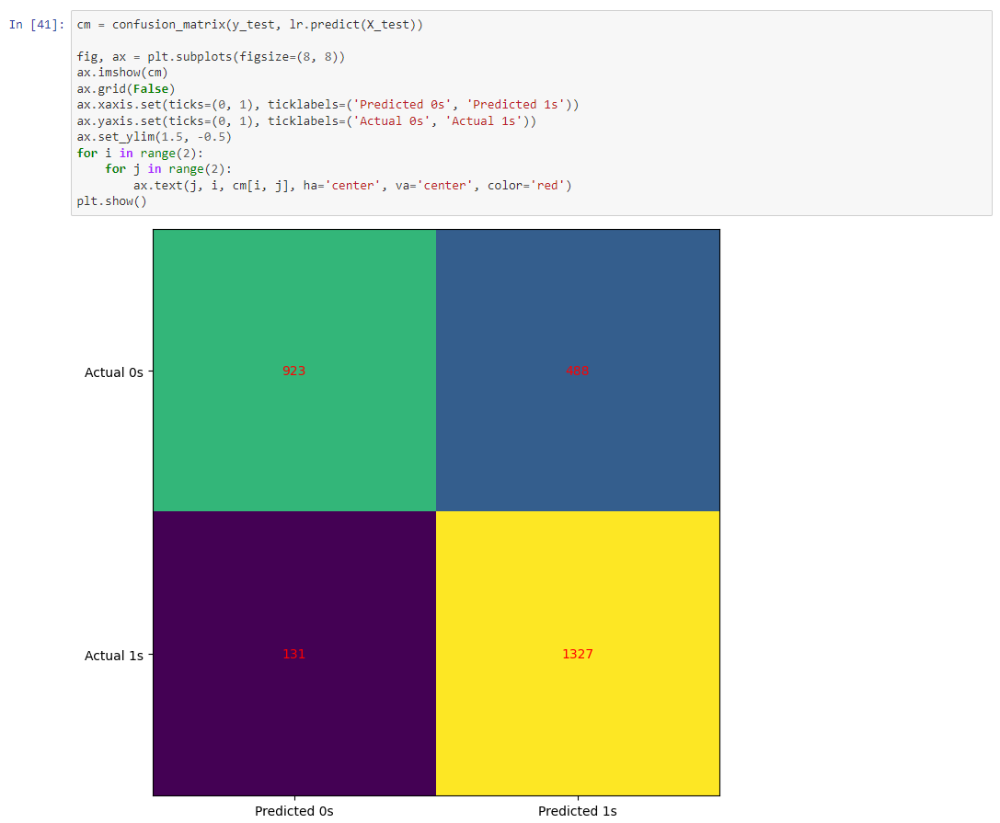 In [41]: cm = confusion_matrix(y_test, lr.predict(X_test))
fig, ax = plt.subplots(figsize=(8, 8))
ax.imshow(cm)
ax.grid(False)
ax.xaxis.set(ticks=(0, 1), ticklabels=('Predicted 0s', 'Predicted 1s'))
ax.yaxis.set(ticks=(0, 1), ticklabels=('Actual 0s', 'Actual 1s'))
ax.set_ylim(1.5, -0.5)
for i in range(2):
    for j in range(2):
        ax.text(j, i, cm[i, j], ha='center', va='center', color='red')
plt.show()
Actual 0s 923 488
Actual 1s 131 1327
Predicted 0s Predicted 1s